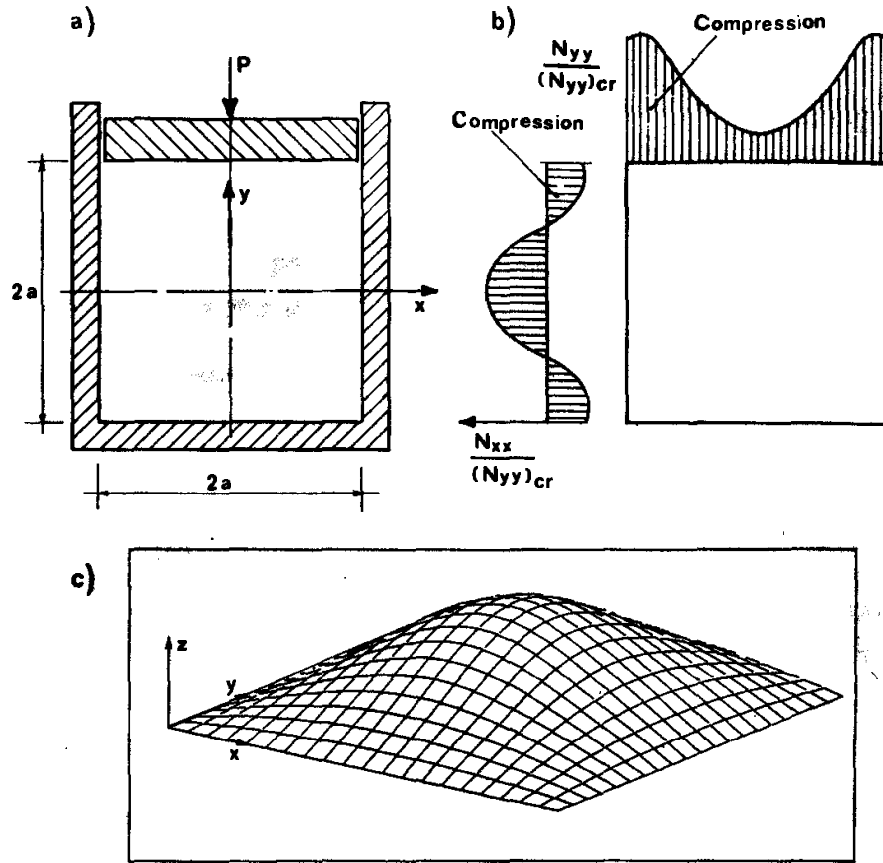 a)
P
y
2a
x
2a
b)
Nyy
(Nyy)cr
Compression
Compression
Nxx
(Nyy)cr
c)
z
y
x